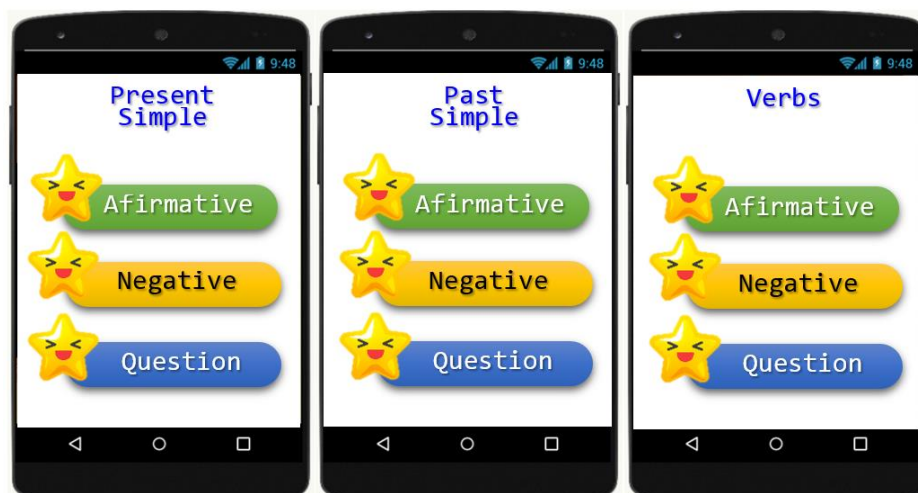 9:48
Present
Simple
Afirmative
Negative
Question
9:48
Past
Simple
Afirmative
Negative
Question
9:48
Verbs
Afirmative
Negative
Question